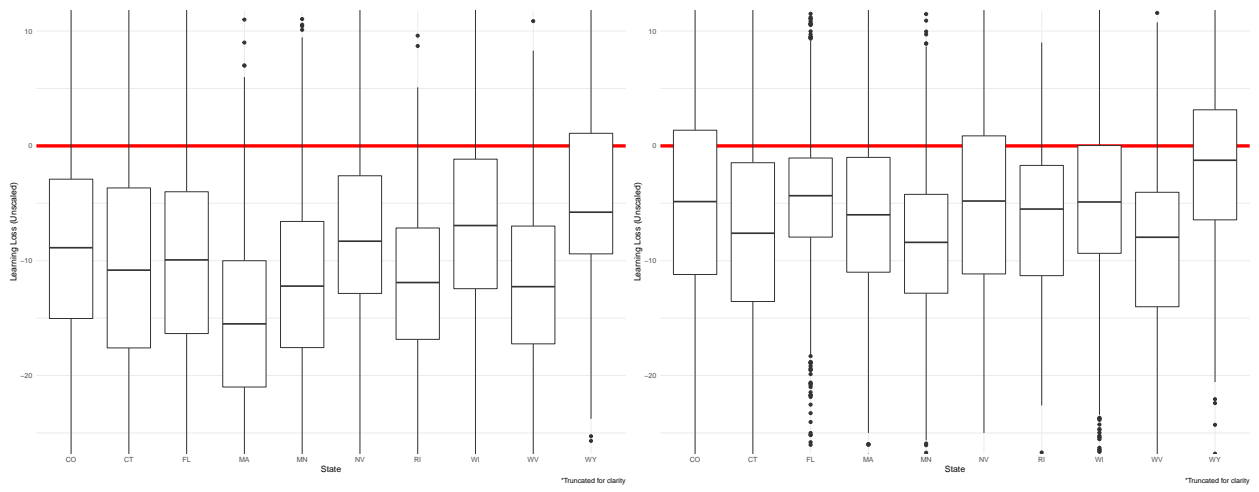 10
0
−10
−20
Learning Loss (Unscaled)
CO CT FL MA MN NV RI WI WV WY
State
*Truncated for clarity
10
0
−10
−20
Learning Loss (Unscaled)
CO CT FL MA MN NV RI WI WV WY
State
*Truncated for clarity